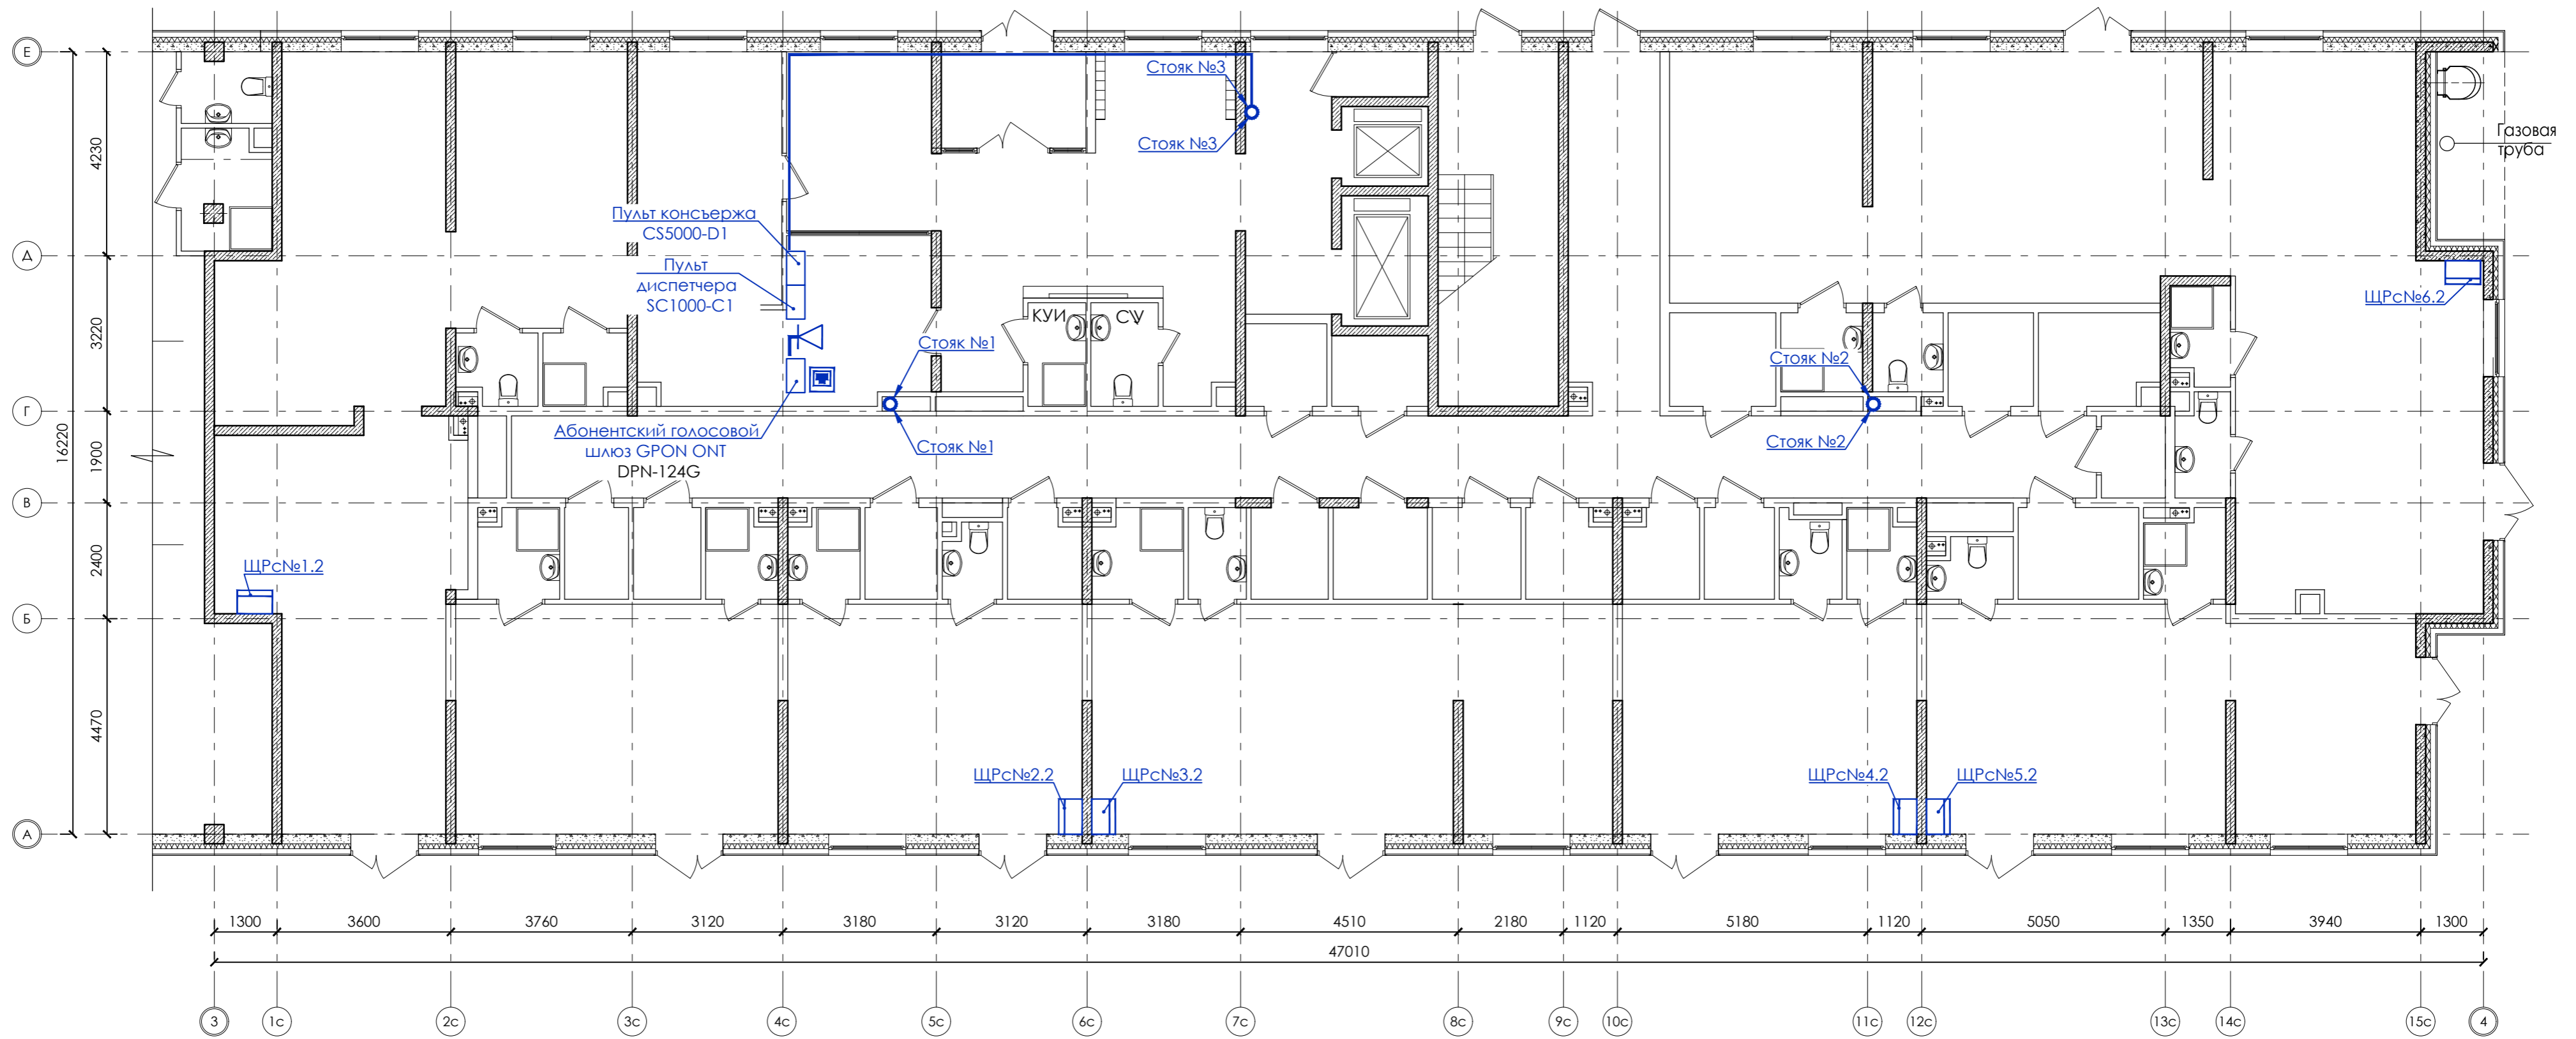 Е
Стояк №3
Стояк №3
Газовая
труба
4230
Пульт консьержа
CS5000-D1
Д
Пульт
диспетчера
SC1000-C1
ЩРс№6.2
КУИ
СУ
3220
Стояк №1
Стояк №2
Г
Абонентский голосовой
шлюз GPON ONT
DPN-124G
Стояк №1
Стояк №2
16220
1900
В
2400
ЩРс№1.2
Б
4470
ЩРс№2.2
ЩРс№3.2
ЩРс№4.2
ЩРс№5.2
А
1300
3600
3760
3120
3180
3120
3180
4510
2180
1120
5180
1120
5050
1350
3940
1300
47010
3
1с
2с
3с
4с
5с
6с
7с
8с
9с
10с
11с
12с
13с
14с
15с
4